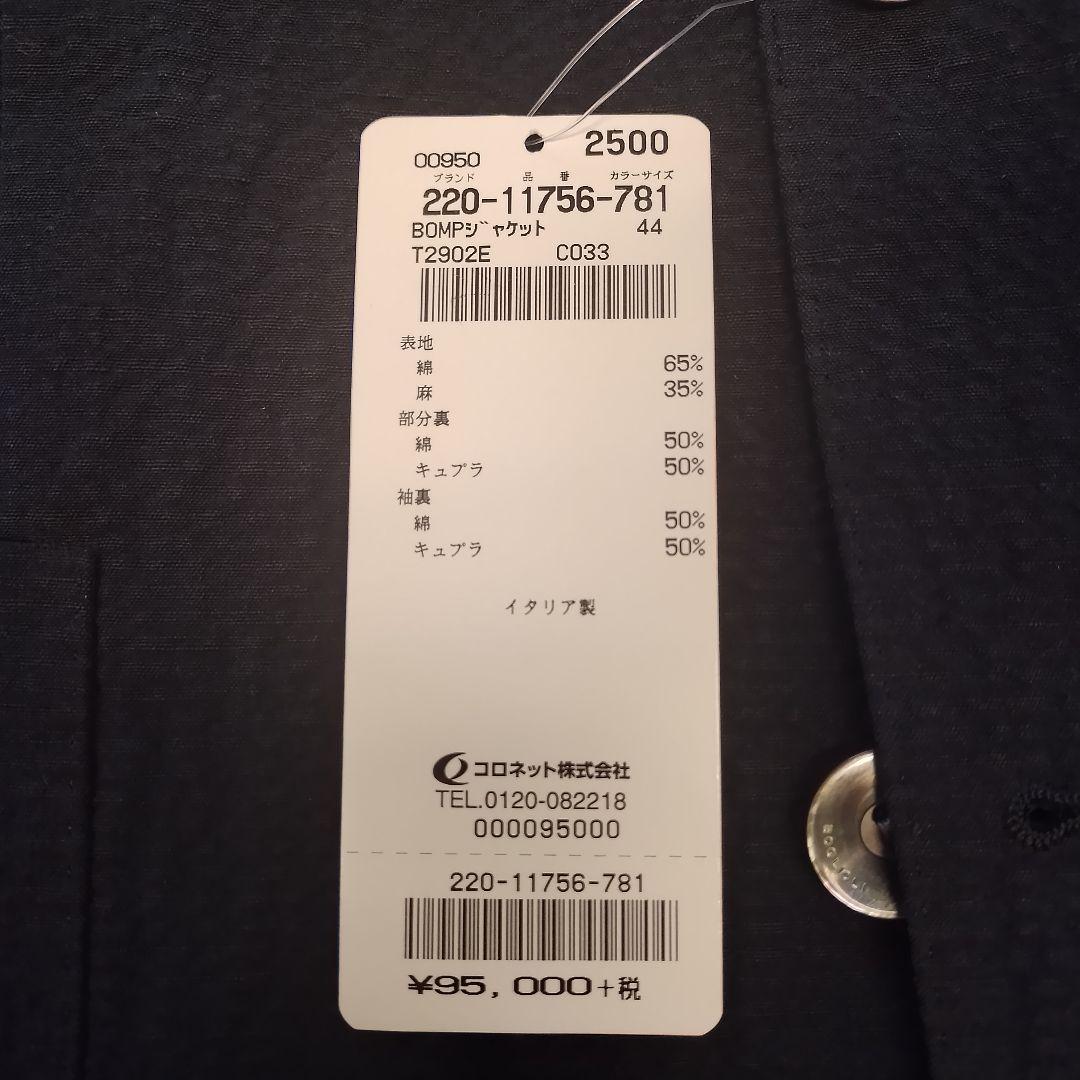 2500
00950
ブランド 品番 カラーサイズ
220-11756-781
BOMPジャケット 44
T2902E C033
表地
綿 65%
麻 35%
部分裏
綿 50%
キュプラ 50%
袖裏
綿 50%
キュプラ 50%
イタリア製
コロネット株式会社
TEL.0120-082218
000095000
220-11756-781
¥95,000+税
BOGLIOLI